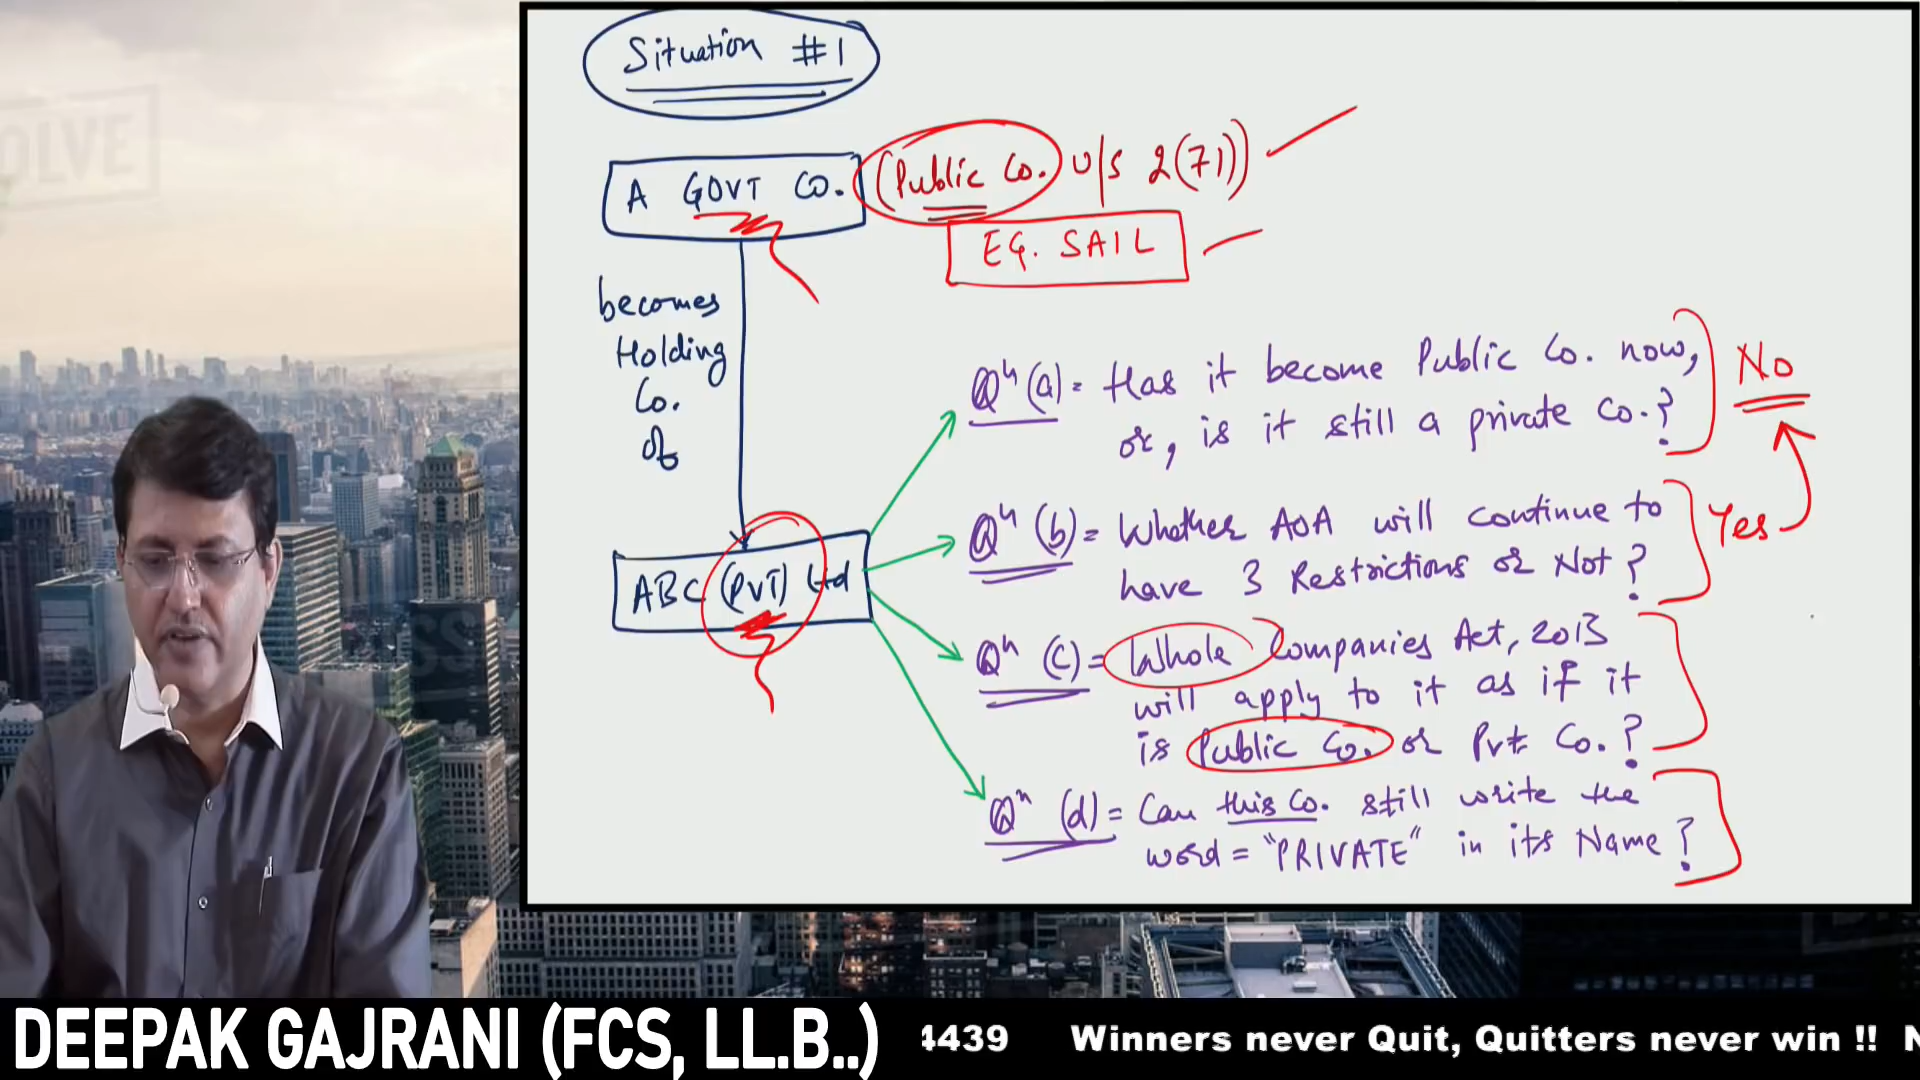 Situation #1
A GOVT Co. (Public Co. U/S 2(71))
EG. SAIL
becomes
Holding
Co.
of
ABC (PVT) Ltd
Qn (a) = Has it become Public Co. now,
or, is it still a private Co.?
No
Qn (b) = Whether AOA will continue to
have 3 Restrictions or Not?
Yes
Qn (c) = Whole Companies Act, 2013
will apply to it as if it
is Public Co. or Pvt Co.?
Qn (d) = Can this Co. still write the
word = "PRIVATE" in its Name?
OLVE
DEEPAK GAJRANI (FCS, LL.B..)
4439 Winners never Quit, Quitters never win !! N